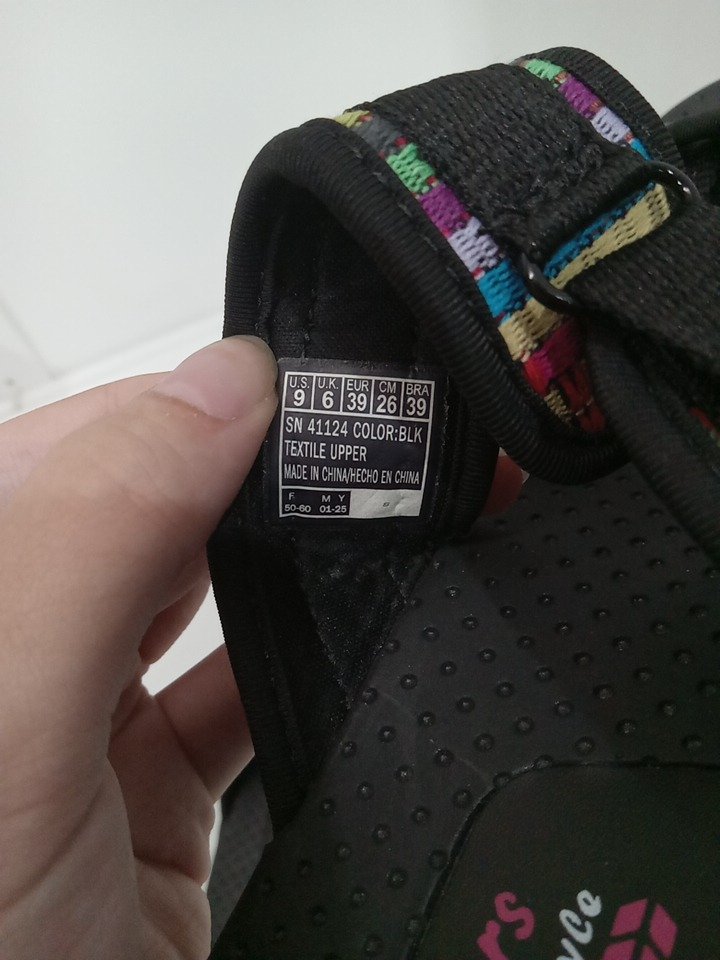 U.S. U.K. EUR CM BRA
9 6 39 26 39
SN 41124 COLOR:BLK
TEXTILE UPPER
MADE IN CHINA/HECHO EN CHINA
F M Y
50-60 01-25